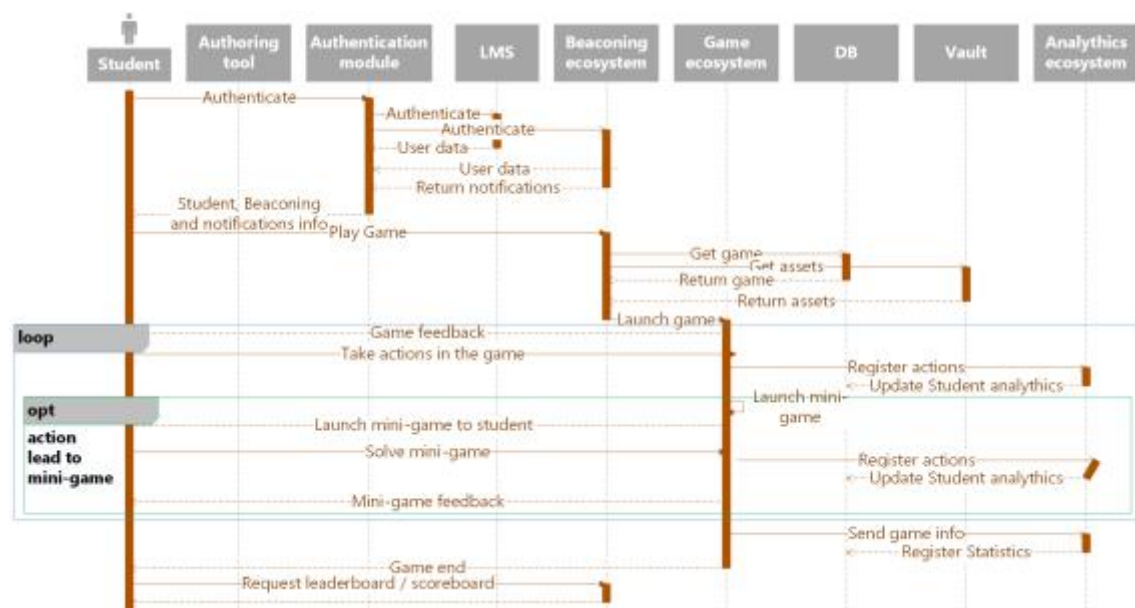 Student
Authoring
tool
Authentication
module
LMS
Beaconing
ecosystem
Game
ecosystem
DB
Vault
Analythics
ecosystem
Authenticate
Authenticate
Authenticate
User data
User data
Return notifications
Student, Beaconing
and notifications info
Play Game
Get game
Get assets
Return game
Return assets
Launch game
loop
Game feedback
Take actions in the game
Register actions
Update Student analythics
Launch mini-
game
opt
action
lead to
mini-game
Launch mini-game to student
Solve mini-game
Register actions
Update Student analythics
Mini-game feedback
Send game info
Register Statistics
Game end
Request leaderboard / scoreboard